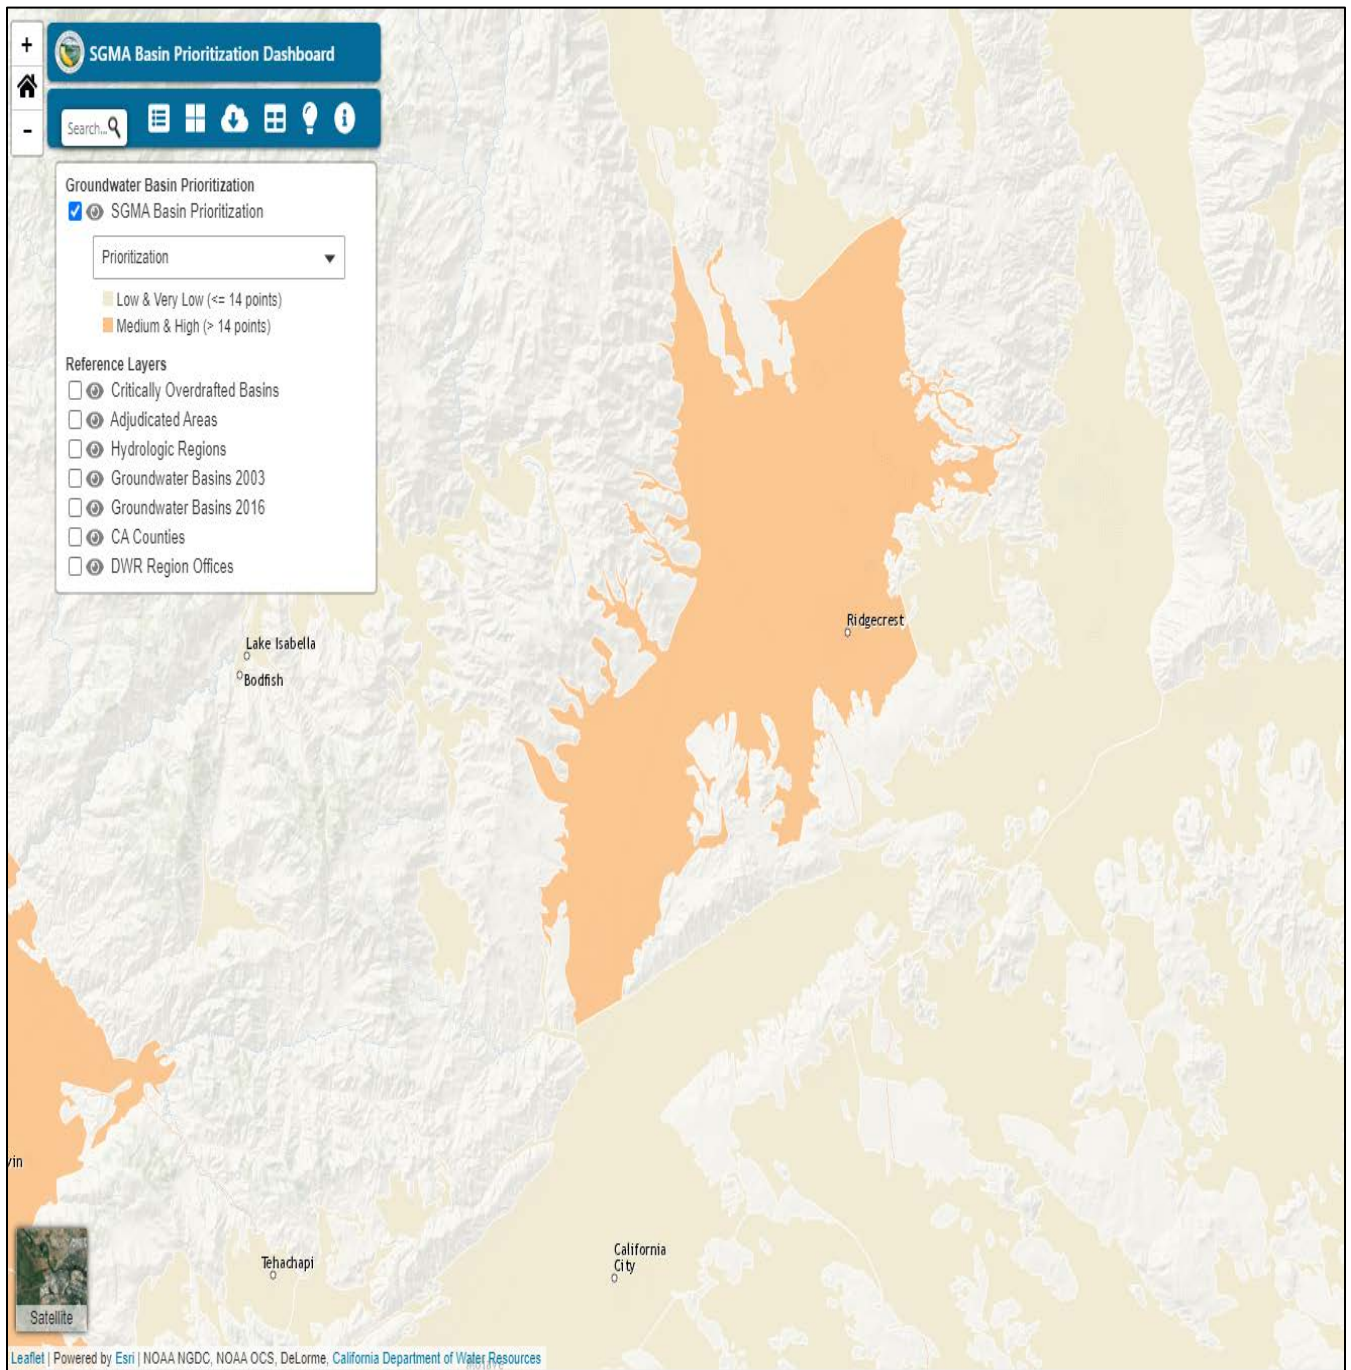 +
-
SGMA Basin Prioritization Dashboard
Search...
Groundwater Basin Prioritization
SGMA Basin Prioritization
Prioritization
Low & Very Low (<= 14 points)
Medium & High (> 14 points)
Reference Layers
Critically Overdrafted Basins
Adjudicated Areas
Hydrologic Regions
Groundwater Basins 2003
Groundwater Basins 2016
CA Counties
DWR Region Offices
Ridgecrest
Lake Isabella
Bodfish
vin
Tehachapi
California
City
Satellite
Leaflet | Powered by Esri | NOAA NGDC, NOAA OCS, DeLorme, California Department of Water Resources